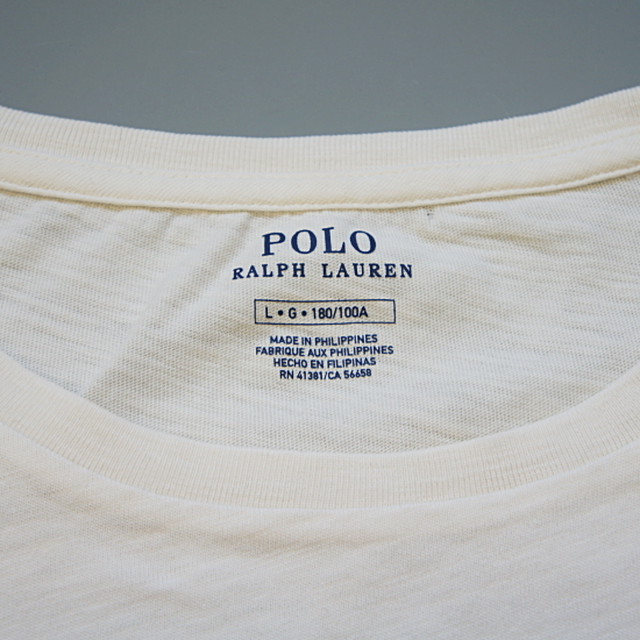 POLO
RALPH LAUREN
L • G • 180/100A
MADE IN PHILIPPINES
FABRIQUE AUX PHILIPPINES
HECHO EN FILIPINAS
RN 41381/CA 56658